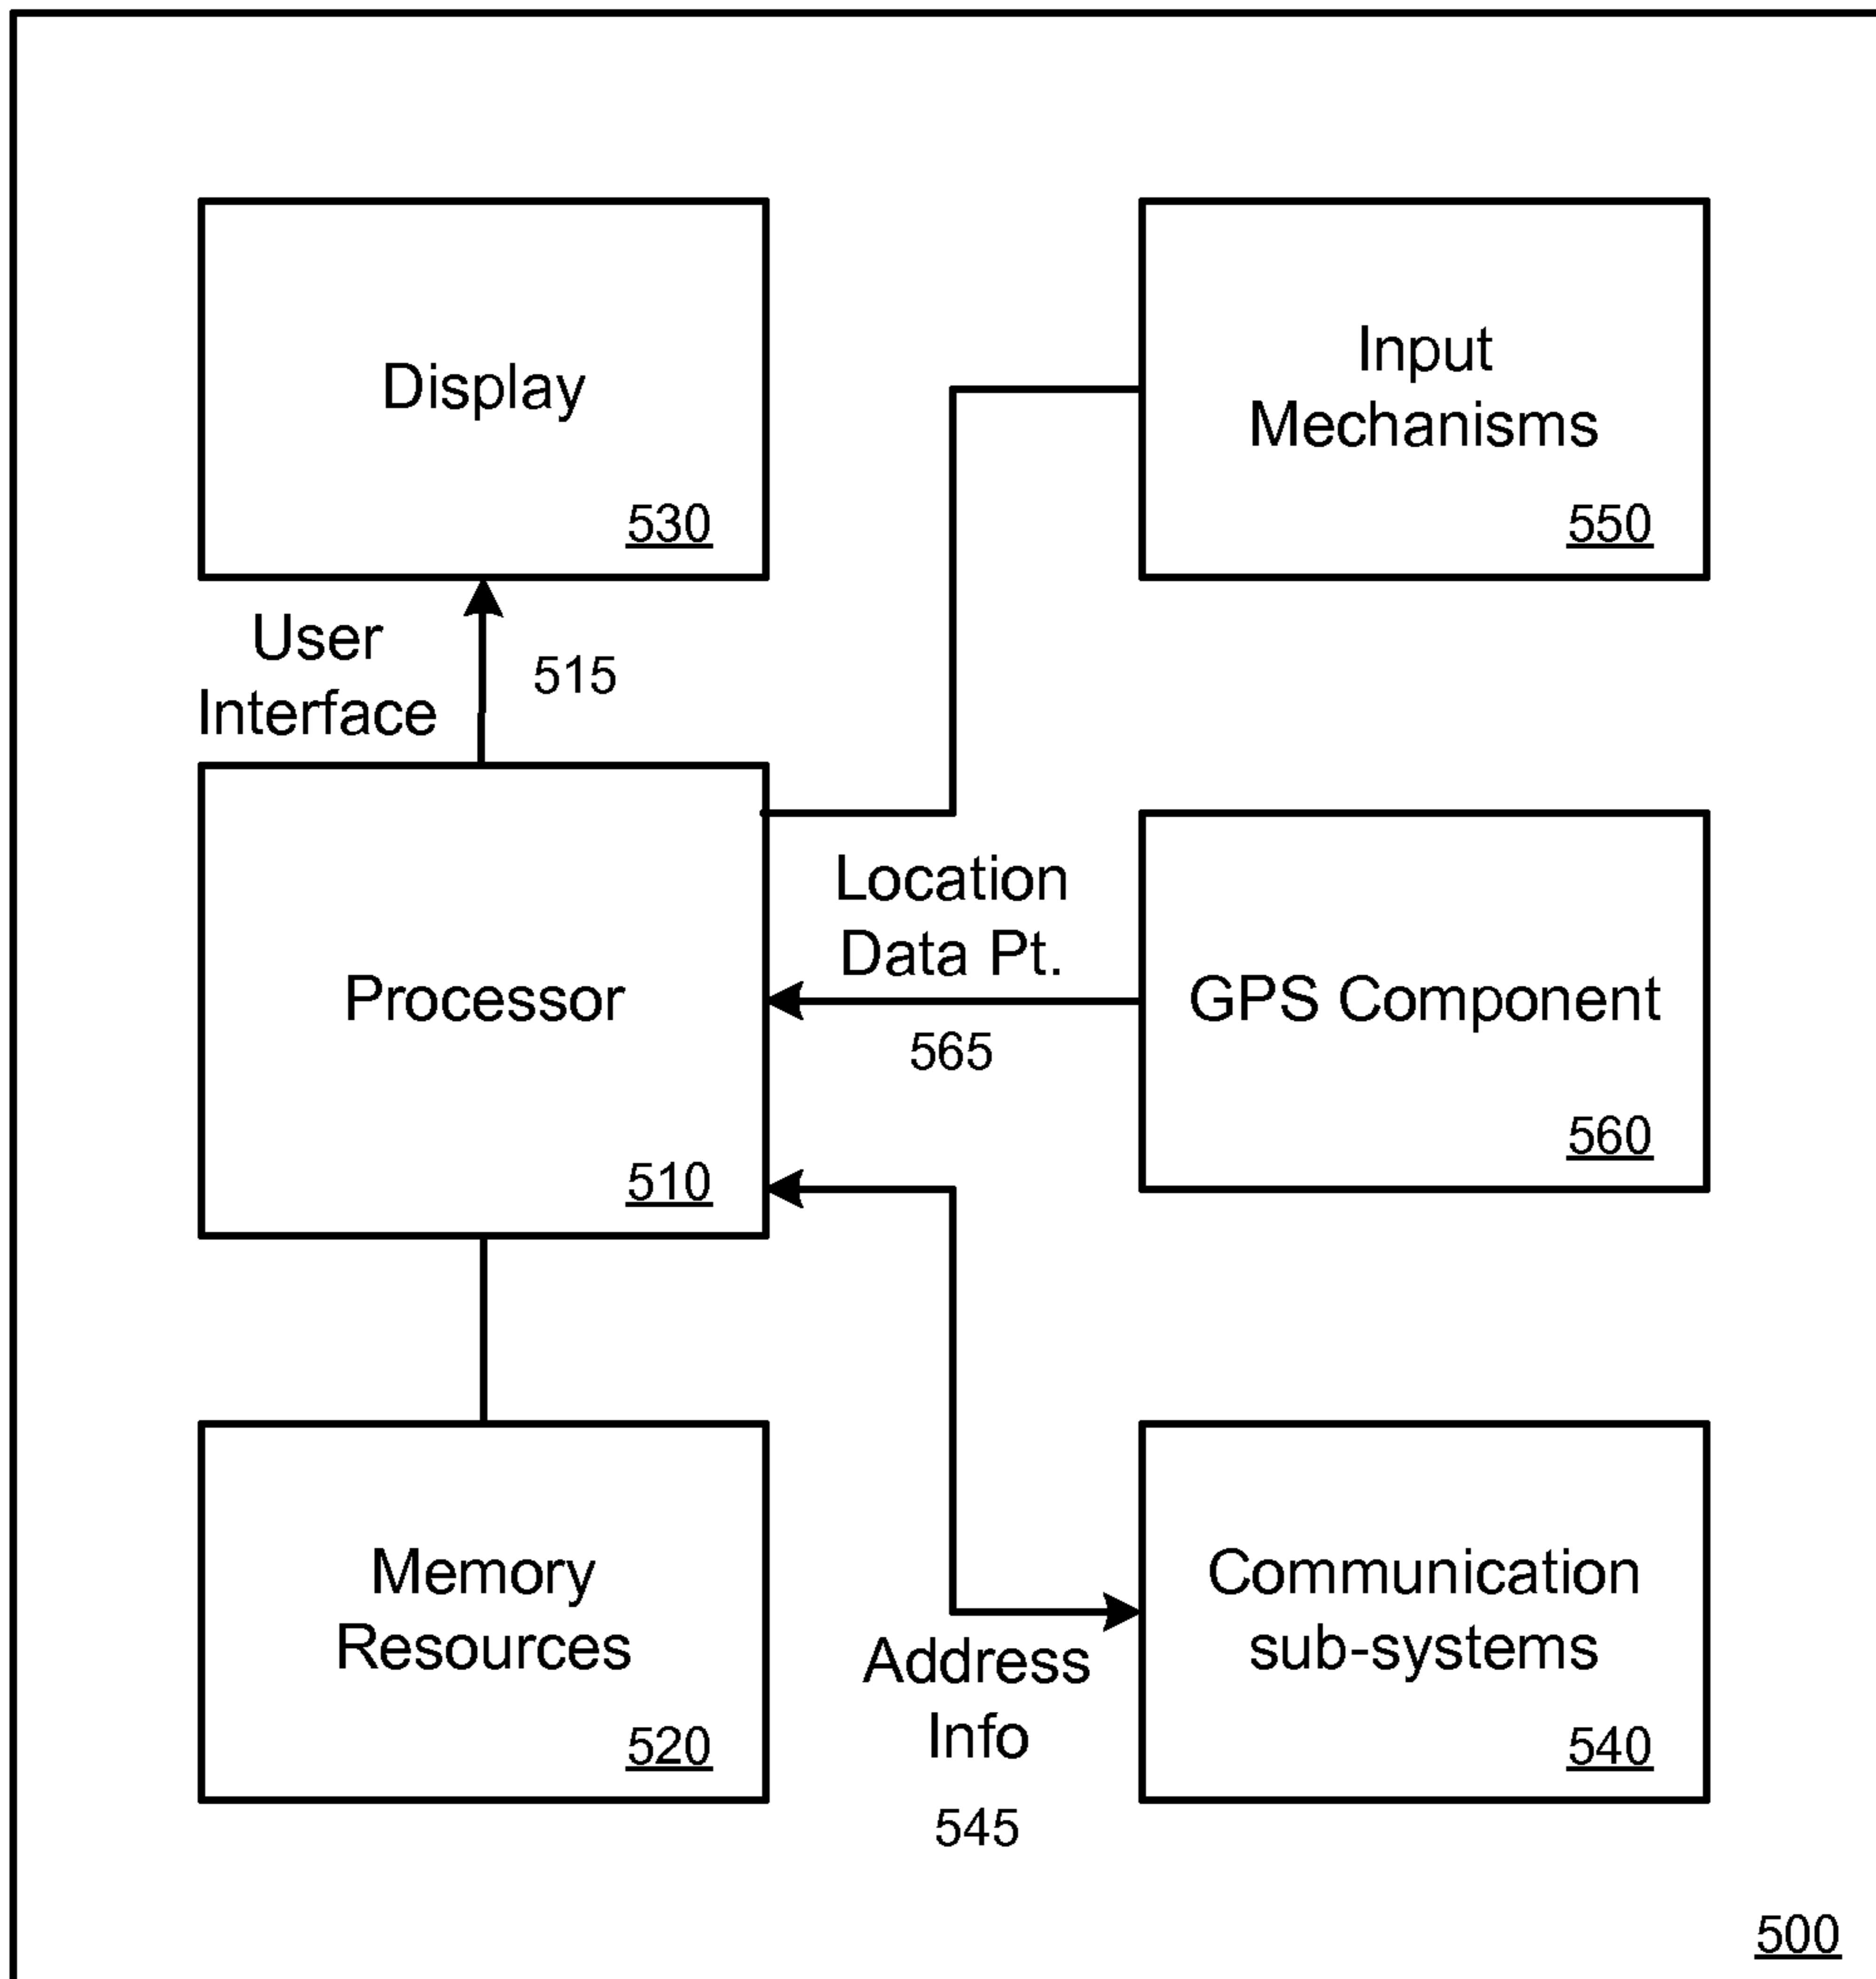 Display
530
Input
Mechanisms
550
User
Interface
515
Processor
510
Location
Data Pt.
565
GPS Component
560
Memory
Resources
520
Address
Info
545
Communication
sub-systems
540
500